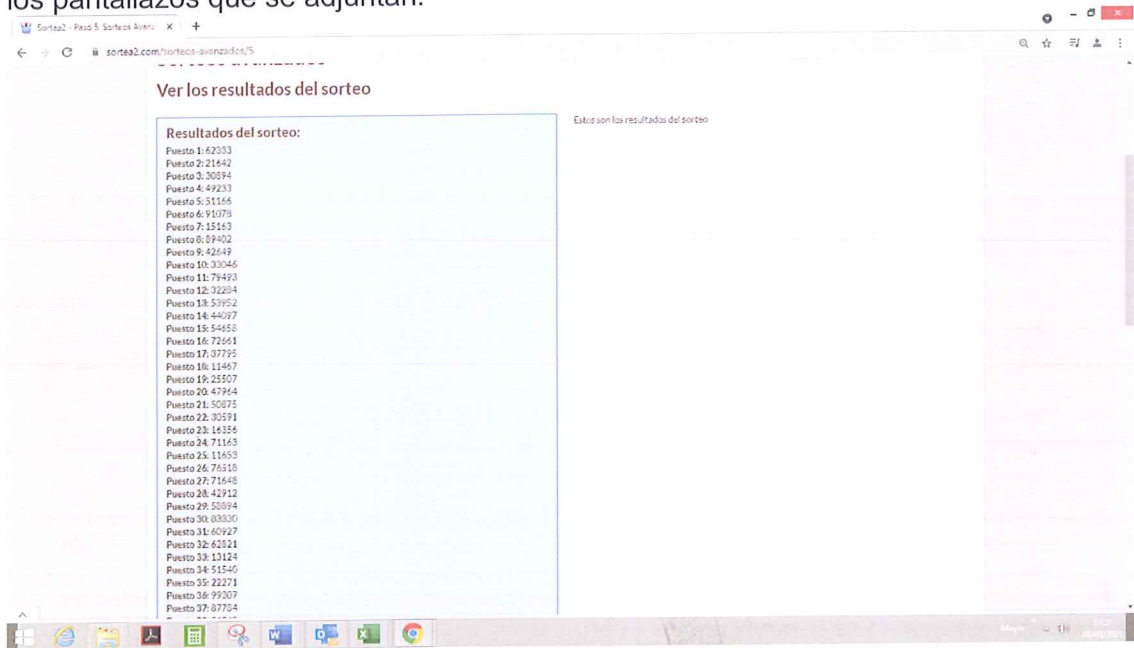 los pantallazos que se adjuntan.
Sortea2 - Paso 5. Sorteos Avanz
sortea2.com/sorteos-avanzados/5
Ver los resultados del sorteo
Estos son los resultados del sorteo
Resultados del sorteo:
Puesto 1: 62333
Puesto 2: 21642
Puesto 3: 30894
Puesto 4: 49233
Puesto 5: 51166
Puesto 6: 91078
Puesto 7: 15163
Puesto 8: 89402
Puesto 9: 42649
Puesto 10: 33046
Puesto 11: 79493
Puesto 12: 32284
Puesto 13: 53952
Puesto 14: 44097
Puesto 15: 54658
Puesto 16: 72661
Puesto 17: 37795
Puesto 18: 11467
Puesto 19: 25507
Puesto 20: 47964
Puesto 21: 50875
Puesto 22: 30591
Puesto 23: 16356
Puesto 24: 71163
Puesto 25: 11653
Puesto 26: 76518
Puesto 27: 71648
Puesto 28: 42912
Puesto 29: 58894
Puesto 30: 83330
Puesto 31: 60927
Puesto 32: 62821
Puesto 33: 13124
Puesto 34: 51540
Puesto 35: 22271
Puesto 36: 99307
Puesto 37: 87784